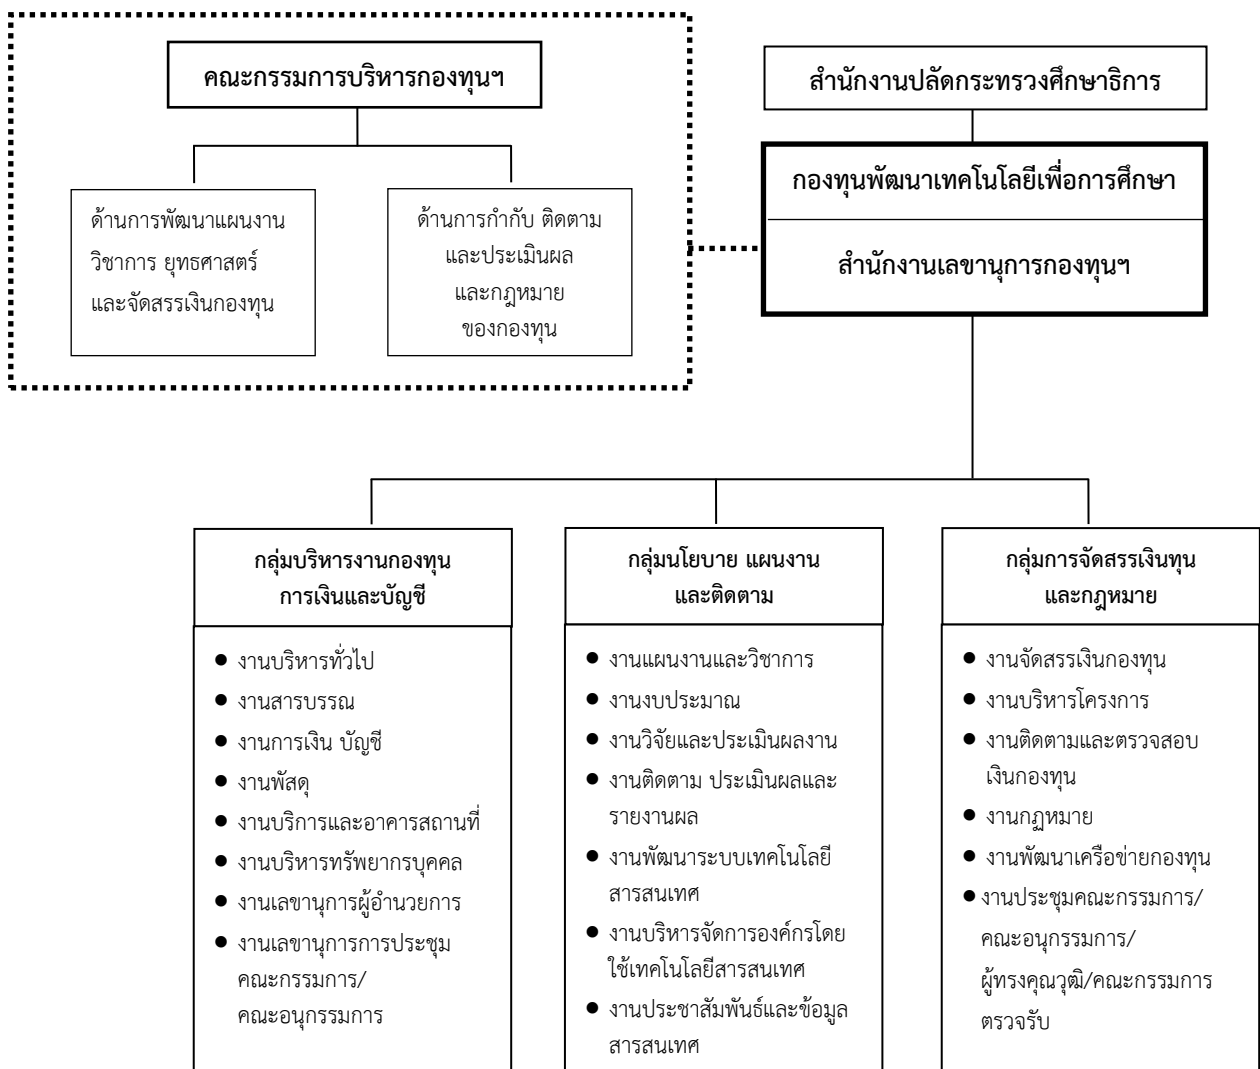 คณะกรรมการบริหารกองทุนฯ
ด้านการพัฒนาแผนงาน
วิชาการ ยุทธศาสตร์
และจัดสรรเงินกองทุน
ด้านการกำกับ ติดตาม
และประเมินผล
และกฎหมาย
ของกองทุน
สำนักงานปลัดกระทรวงศึกษาธิการ
กองทุนพัฒนาเทคโนโลยีเพื่อการศึกษา
สำนักงานเลขานุการกองทุนฯ
กลุ่มบริหารงานกองทุน
การเงินและบัญชี
● งานบริหารทั่วไป
● งานสารบรรณ
● งานการเงิน บัญชี
● งานพัสดุ
● งานบริการและอาคารสถานที่
● งานบริหารทรัพยากรบุคคล
● งานเลขานุการผู้อำนวยการ
● งานเลขานุการการประชุม
คณะกรรมการ/
คณะอนุกรรมการ
กลุ่มนโยบาย แผนงาน
และติดตาม
● งานแผนงานและวิชาการ
● งานงบประมาณ
● งานวิจัยและประเมินผลงาน
● งานติดตาม ประเมินผลและ
รายงานผล
● งานพัฒนาระบบเทคโนโลยี
สารสนเทศ
● งานบริหารจัดการองค์กรโดย
ใช้เทคโนโลยีสารสนเทศ
● งานประชาสัมพันธ์และข้อมูล
สารสนเทศ
กลุ่มการจัดสรรเงินทุน
และกฎหมาย
● งานจัดสรรเงินกองทุน
● งานบริหารโครงการ
● งานติดตามและตรวจสอบ
เงินกองทุน
● งานกฎหมาย
● งานพัฒนาเครือข่ายกองทุน
● งานประชุมคณะกรรมการ/
คณะอนุกรรมการ/
ผู้ทรงคุณวุฒิ/คณะกรรมการ
ตรวจรับ